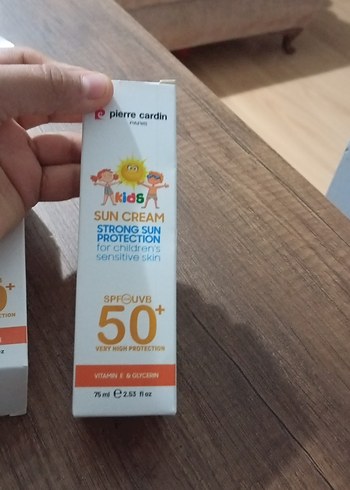 pierre cardin
PARIS
kids
SUN CREAM
STRONG SUN
PROTECTION
for children's
sensitive skin
SPF UVB
50+
VERY HIGH PROTECTION
VITAMIN E & GLYCERIN
75 ml e 2.53 fl oz